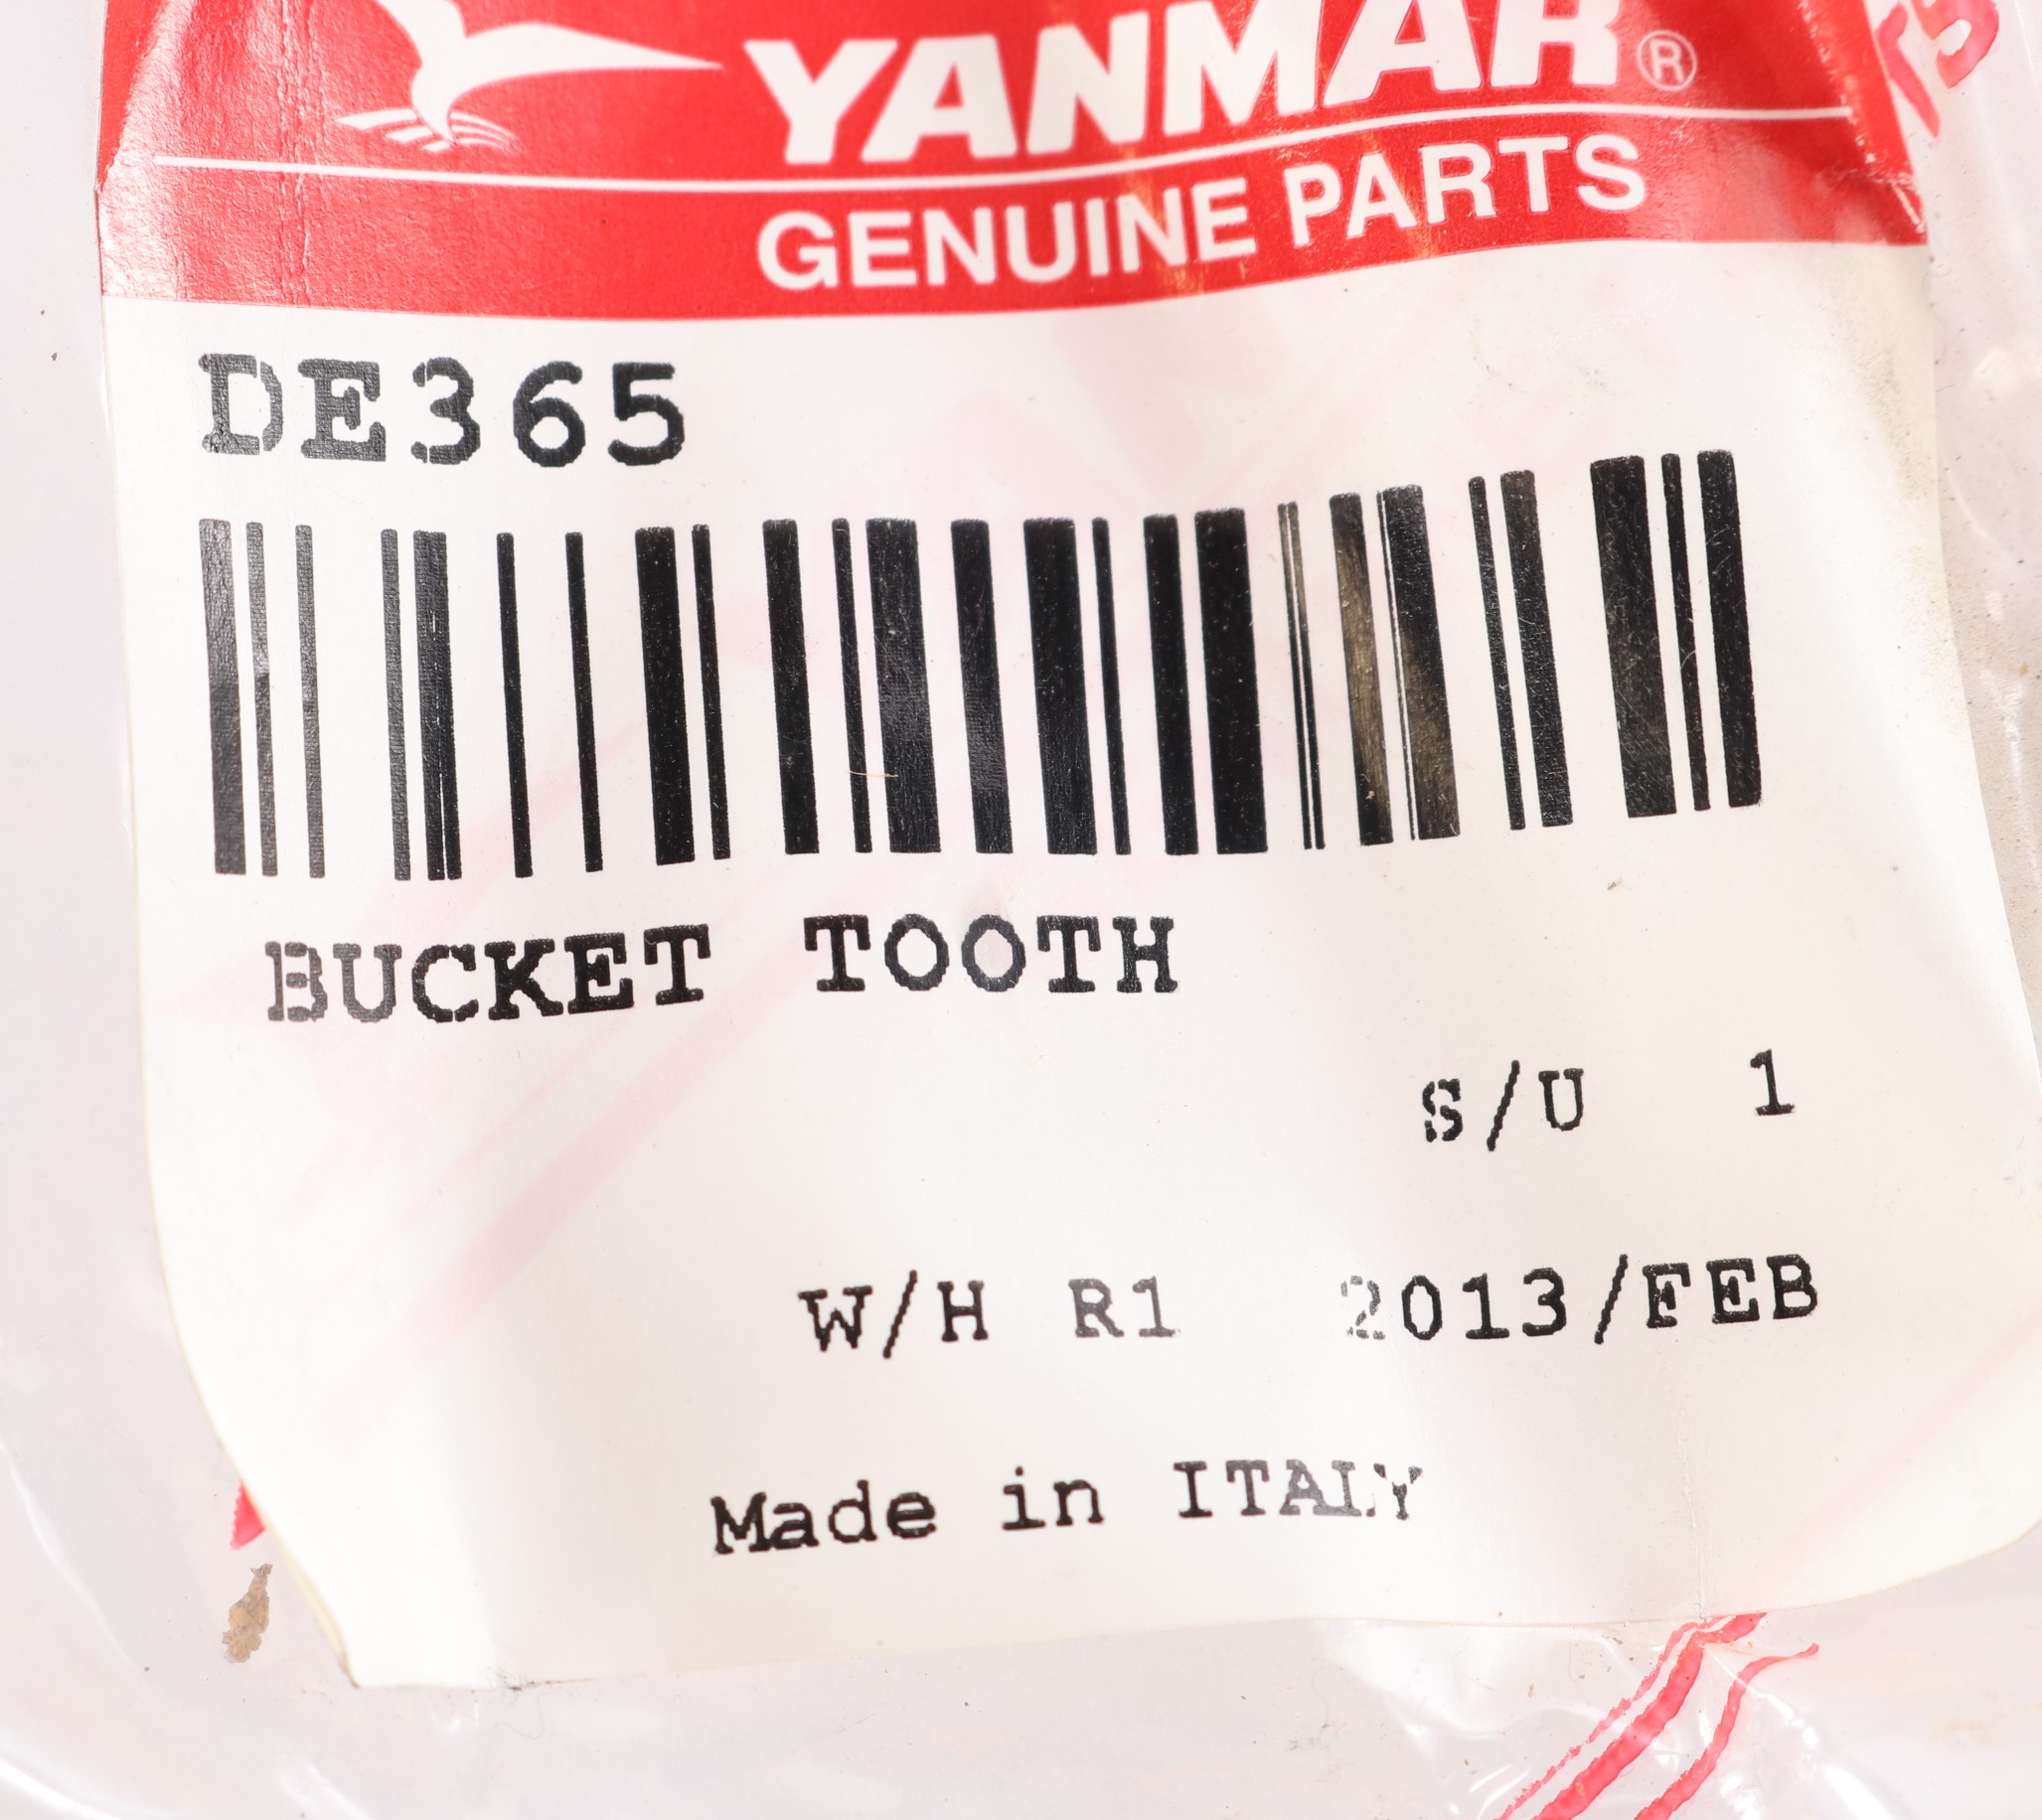 YANMAR®
GENUINE PARTS
DE365
BUCKET TOOTH
S/U 1
W/H R1 2013/FEB
Made in ITALY